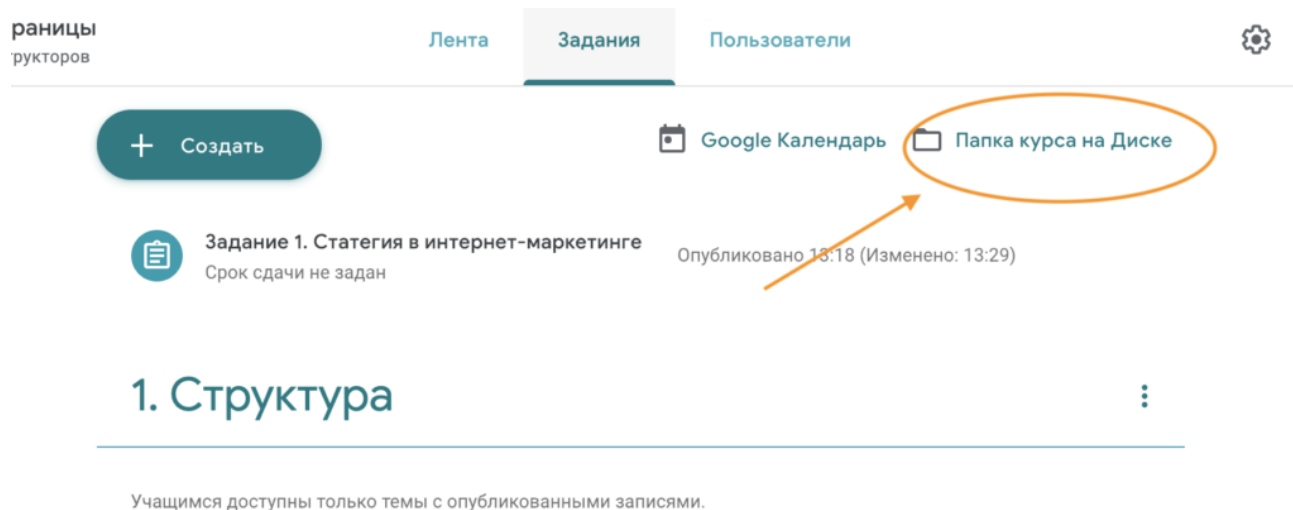 раницы
рукторов
Лента
Задания
Пользователи
+ Создать
Google Календарь
Папка курса на Диске
Задание 1. Статегия в интернет-маркетинге
Срок сдачи не задан
Опубликовано 13:18 (Изменено: 13:29)
1. Структура
Учащимся доступны только темы с опубликованными записями.